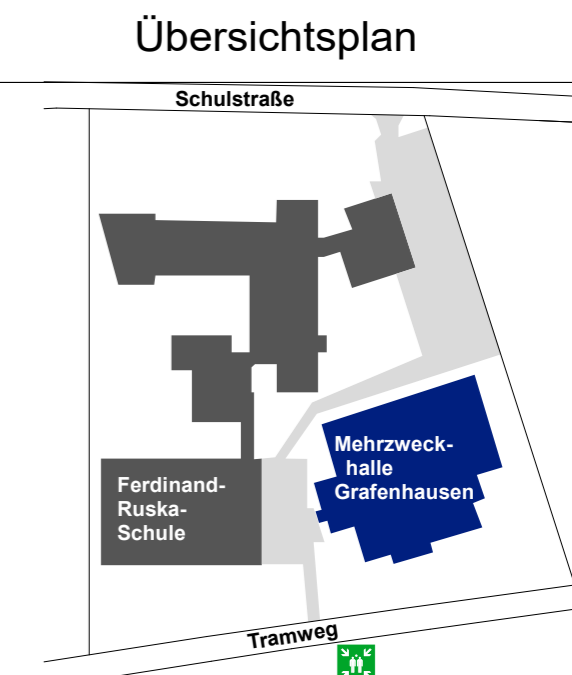 Übersichtsplan
Schulstraße
Mehrzweck-
halle
Grafenhausen
Ferdinand-
Ruska-
Schule
Tramweg